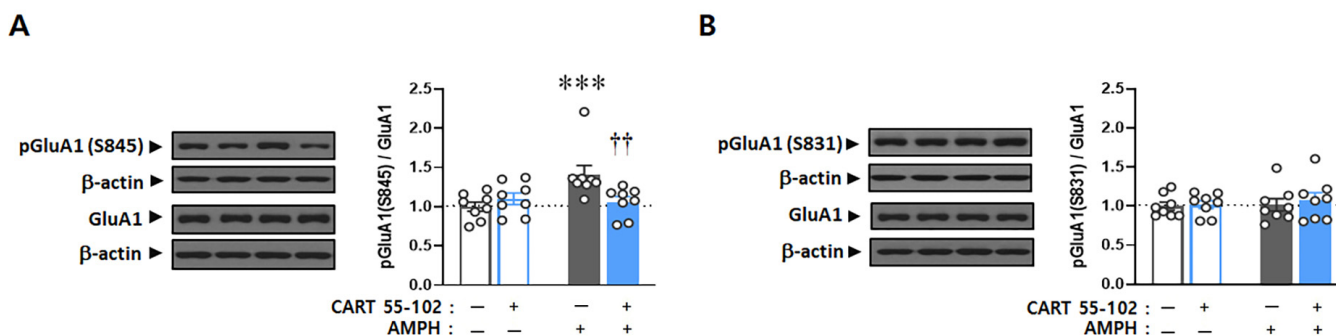 A
pGluA1 (S845) ►
β-actin ►
GluA1 ►
β-actin ►
pGluA1(S845) / GluA1
2.5
2.0
1.5
1.0
0.5
0.0
***
††
CART 55-102 : — + — +
AMPH : — — + +
B
pGluA1 (S831) ►
β-actin ►
GluA1 ►
β-actin ►
pGluA1(S831) / GluA1
2.5
2.0
1.5
1.0
0.5
0.0
CART 55-102 : — + — +
AMPH : — — + +